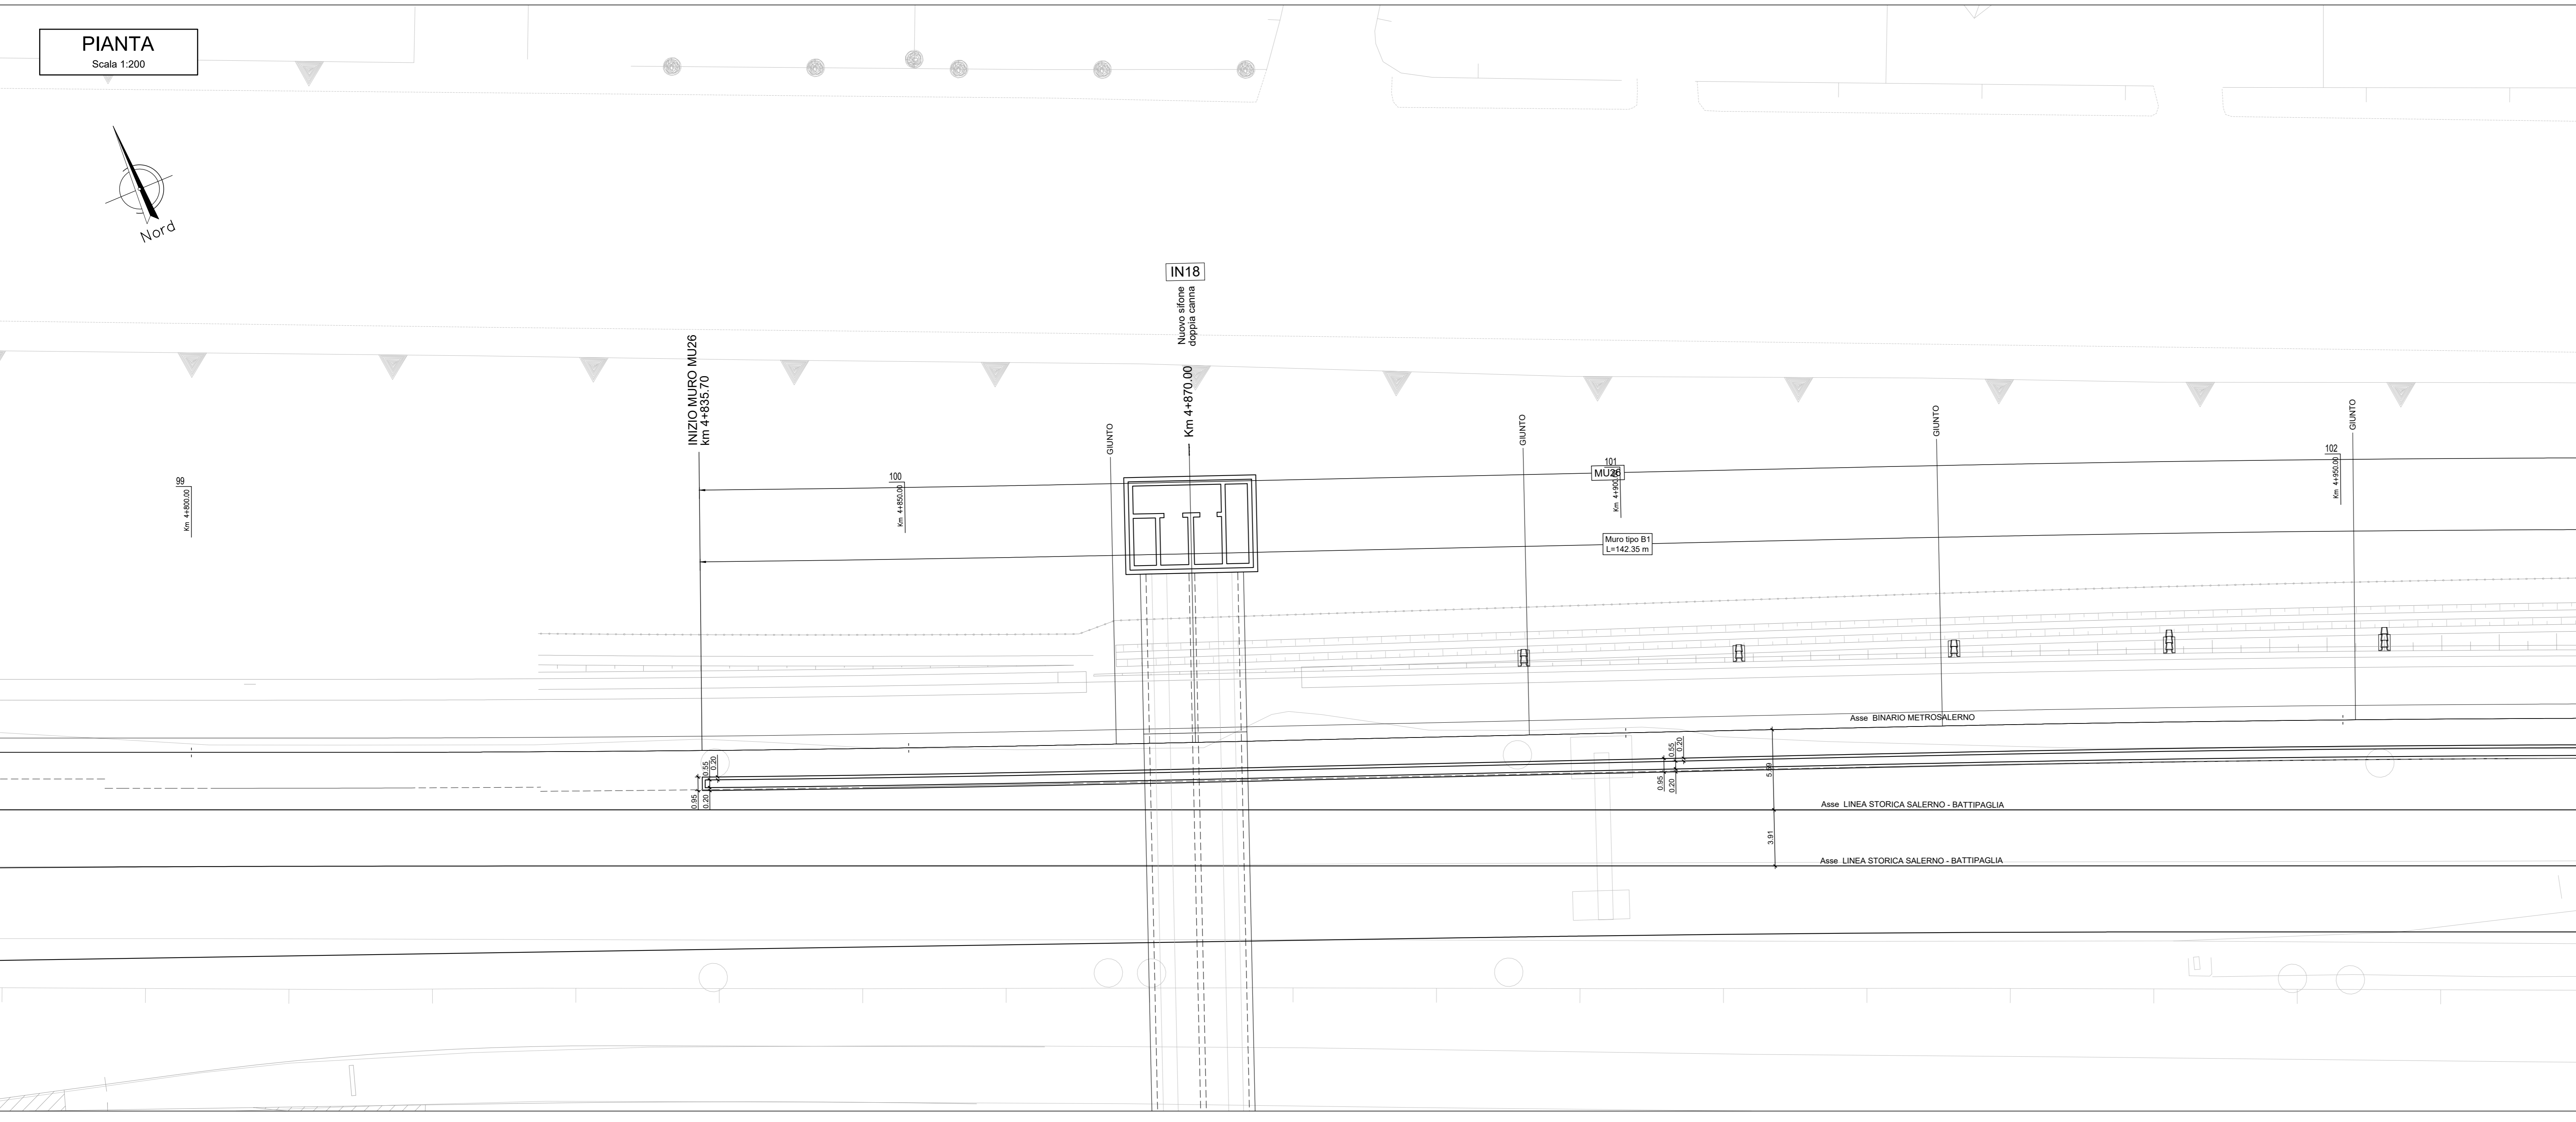 PIANTA
Scala 1:200
Nord
IN18
Nuovo sifone
doppia canna
Km 4+870.00
INIZIO MURO MU26
km 4+835.70
GIUNTO
GIUNTO
GIUNTO
GIUNTO
99
Km 4+800.00
100
Km 4+850.00
101
MU26
Km 4+900.00
102
Km 4+950.00
Muro tipo B1
L=142.35 m
Asse BINARIO METROSALERNO
0.55
0.20
0.95
0.20
0.55
0.20
0.95
0.20
Asse LINEA STORICA SALERNO - BATTIPAGLIA
3.91
Asse LINEA STORICA SALERNO - BATTIPAGLIA